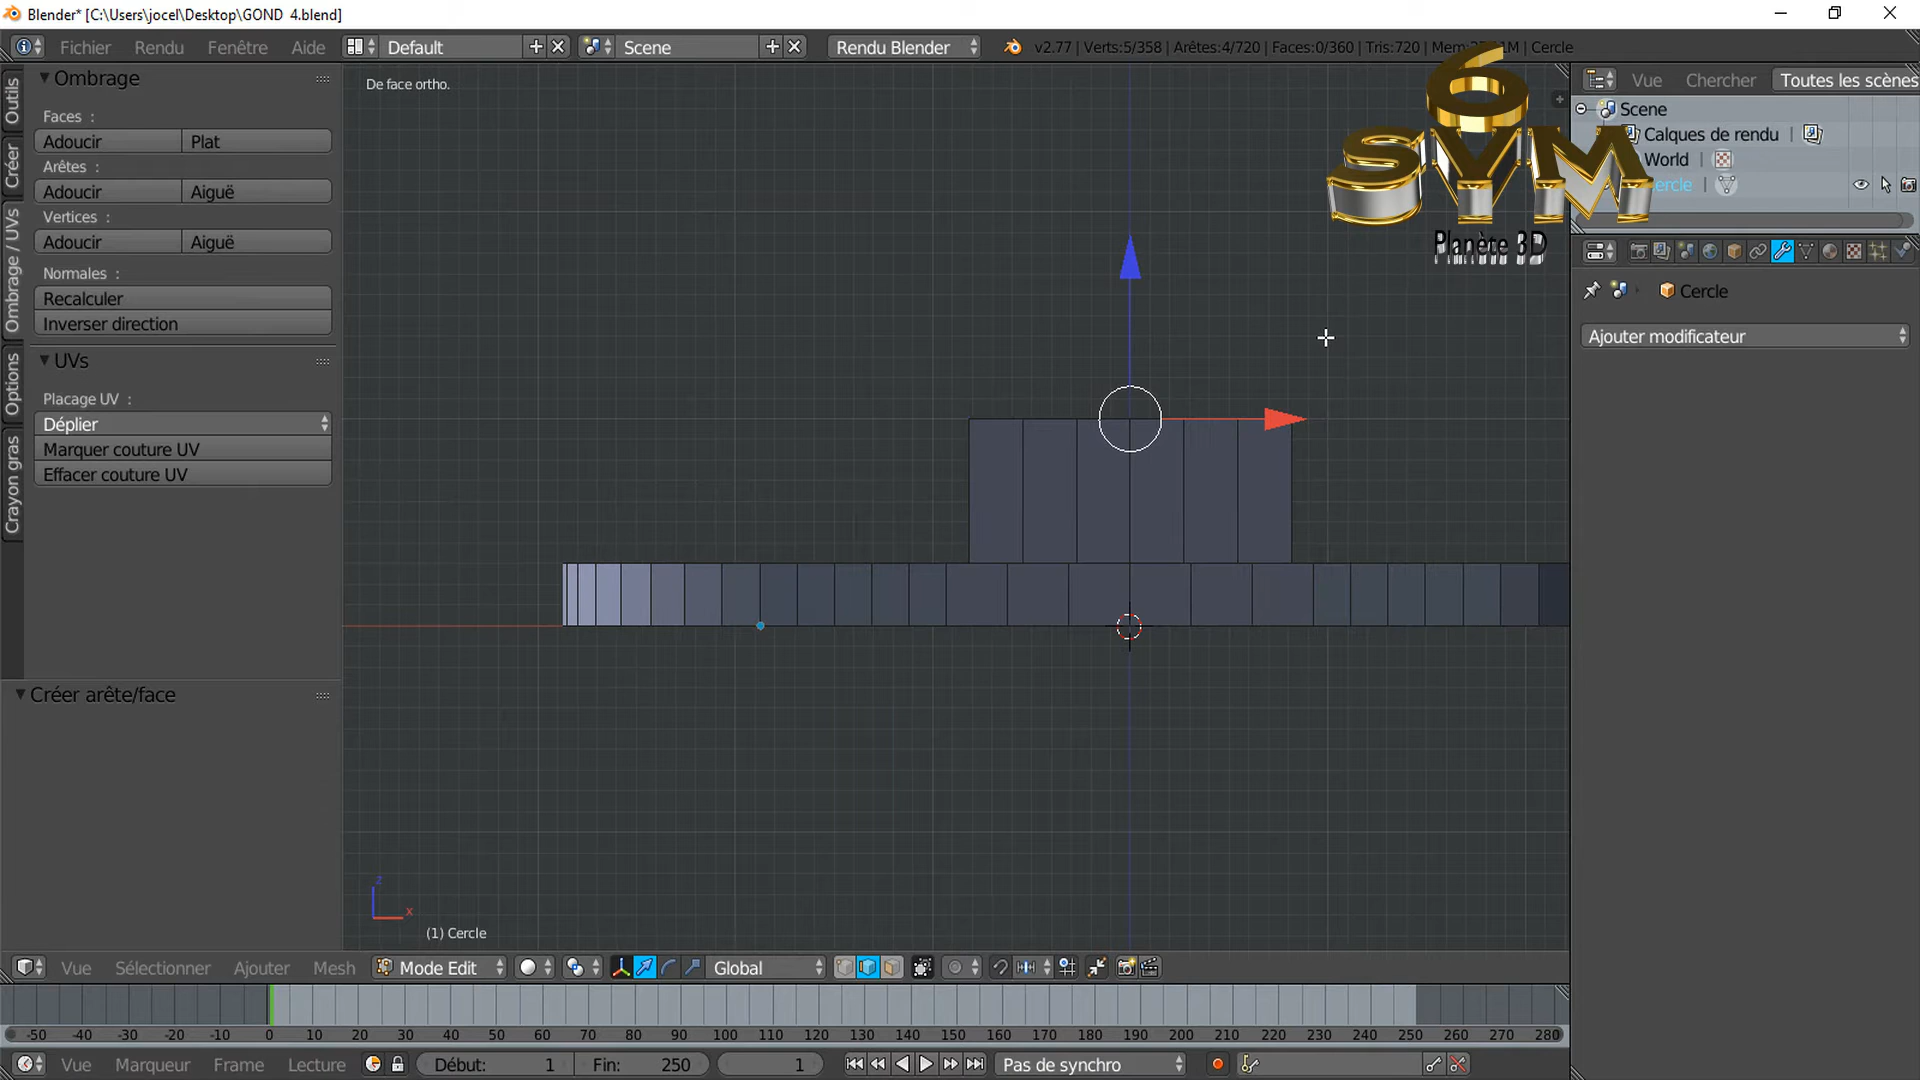 Blender* [C:\Users\jocel\Desktop\GOND 4.blend]
Fichier Rendu Fenêtre Aide Default Scene Rendu Blender
v2.77 | Verts:5/358 | Arêtes:4/720 | Faces:0/360 | Tris:720 | Mem: | Cercle
Outils
Créer
Ombrage / UVs
Options
Crayon gras
Ombrage
Faces :
Adoucir Plat
Arêtes :
Adoucir Aiguë
Vertices :
Adoucir Aiguë
Normales :
Recalculer
Inverser direction
UVs
Placage UV :
Déplier
Marquer couture UV
Effacer couture UV
Créer arête/face
De face ortho.
z
x
(1) Cercle
6
SYM
Planète 3D
Vue Chercher Toutes les scènes
Scene
Calques de rendu
World
Cercle
Ajouter modificateur
Vue Sélectionner Ajouter Mesh Mode Edit Global
-50 -40 -30 -20 -10 0 10 20 30 40 50 60 70 80 90 100 110 120 130 140 150 160 170 180 190 200 210 220 230 240 250 260 270 280
Vue Marqueur Frame Lecture Début: 1 Fin: 250 1 Pas de synchro